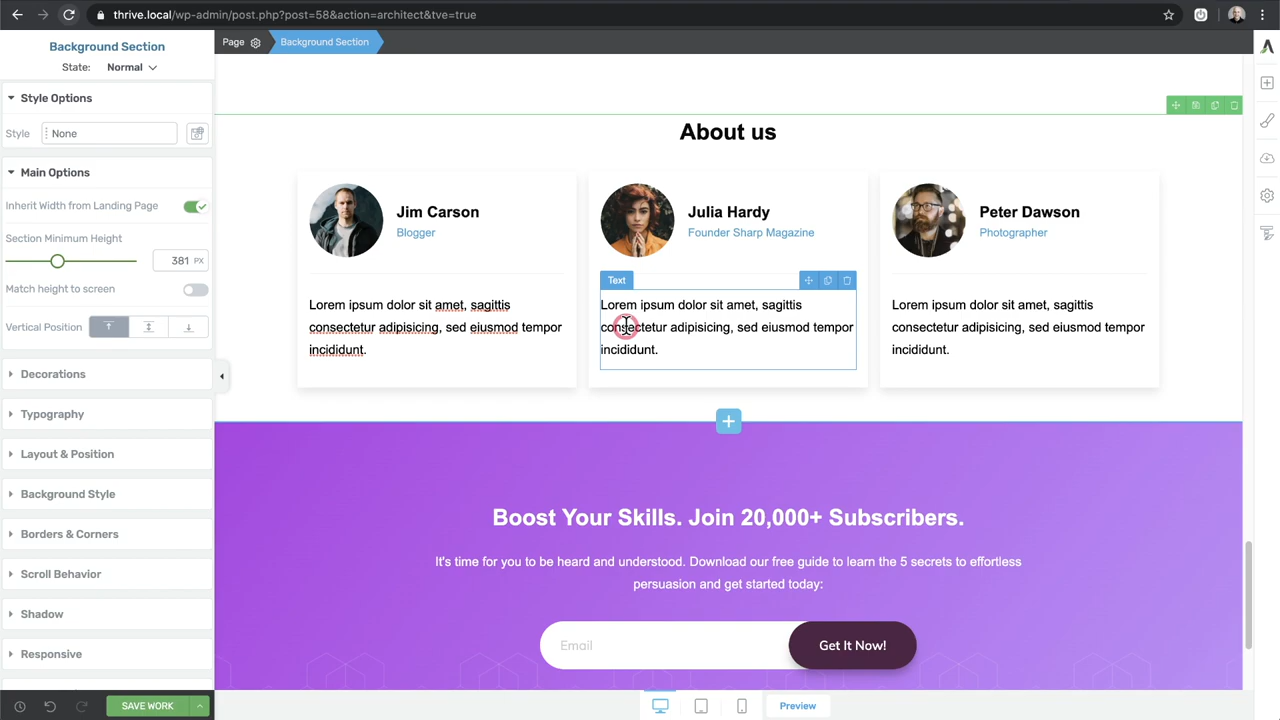 thrive.local/wp-admin/post.php?post=58&action=architect&tve=true
Background Section
State: Normal
Page
Background Section
Style Options
Style None
Main Options
Inherit Width from Landing Page
Section Minimum Height
381 PX
Match height to screen
Vertical Position
Decorations
Typography
Layout & Position
Background Style
Borders & Corners
Scroll Behavior
Shadow
Responsive
SAVE WORK
About us
Jim Carson
Blogger
Lorem ipsum dolor sit amet, sagittis
consectetur adipisicing, sed eiusmod tempor
incididunt.
Julia Hardy
Founder Sharp Magazine
Text
Lorem ipsum dolor sit amet, sagittis
consectetur adipisicing, sed eiusmod tempor
incididunt.
Peter Dawson
Photographer
Lorem ipsum dolor sit amet, sagittis
consectetur adipisicing, sed eiusmod tempor
incididunt.
Boost Your Skills. Join 20,000+ Subscribers.
It's time for you to be heard and understood. Download our free guide to learn the 5 secrets to effortless
persuasion and get started today:
Email
Get It Now!
Preview